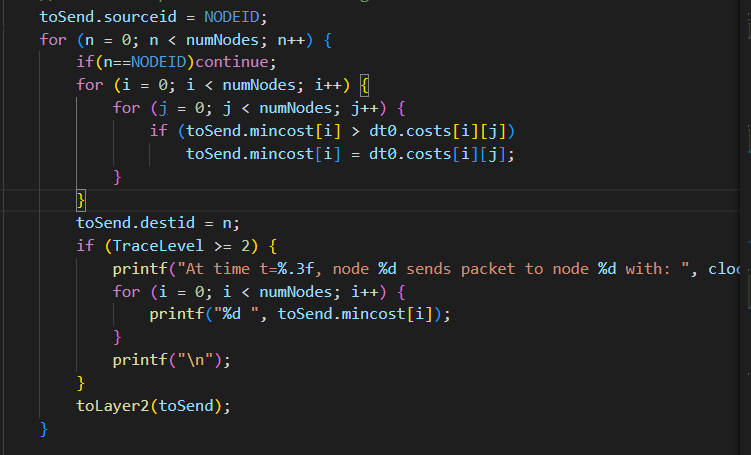 toSend.sourceid = NODEID;
for (n = 0; n < numNodes; n++) {
if(n==NODEID)continue;
for (i = 0; i < numNodes; i++) {
for (j = 0; j < numNodes; j++) {
if (toSend.mincost[i] > dt0.costs[i][j])
toSend.mincost[i] = dt0.costs[i][j];
}
}
toSend.destid = n;
if (TraceLevel >= 2) {
printf("At time t=%.3f, node %d sends packet to node %d with: ", cloc
for (i = 0; i < numNodes; i++) {
printf("%d ", toSend.mincost[i]);
}
printf("\n");
}
toLayer2(toSend);
}